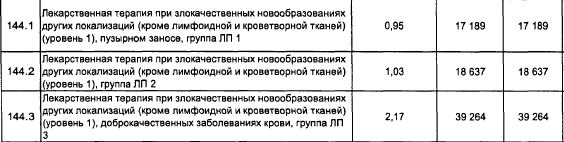 144.1 Лекарственная терапия при злокачественных новообразованиях
других локализаций (кроме лимфоидной и кроветворной тканей)
(уровень 1), пузырном заносе, группа ЛП 1 0,95 17 189 17 189
144.2 Лекарственная терапия при злокачественных новообразованиях
других локализаций (кроме лимфоидной и кроветворной тканей)
(уровень 1), группа ЛП 2 1,03 18 637 18 637
144.3 Лекарственная терапия при злокачественных новообразованиях
других локализаций (кроме лимфоидной и кроветворной тканей)
(уровень 1), доброкачественных заболеваниях крови, группа ЛП
3 2,17 39 264 39 264